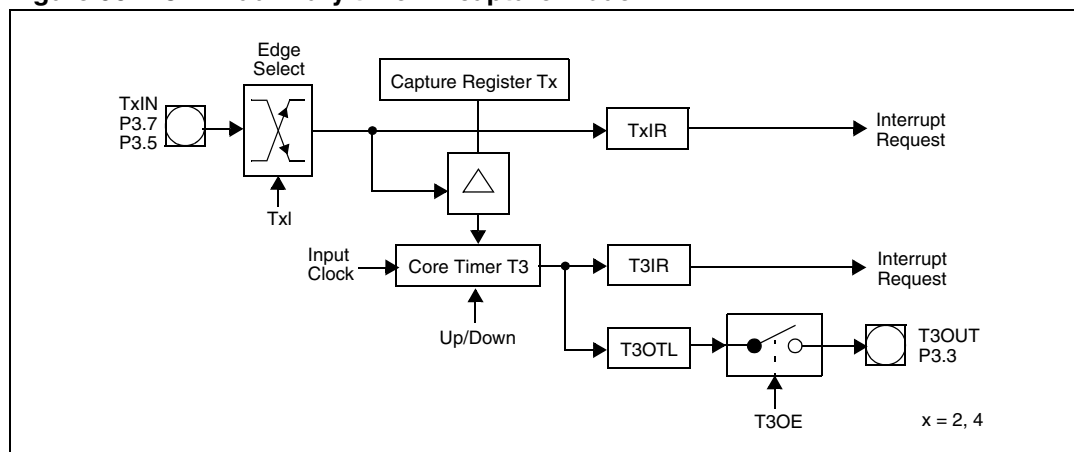 Edge
Select
Capture Register Tx
TxIN
P3.7
P3.5
TxIR
Interrupt
Request
TxI
Input
Clock
Core Timer T3
T3IR
Interrupt
Request
Up/Down
T3OTL
T3OUT
P3.3
T3OE
x = 2, 4